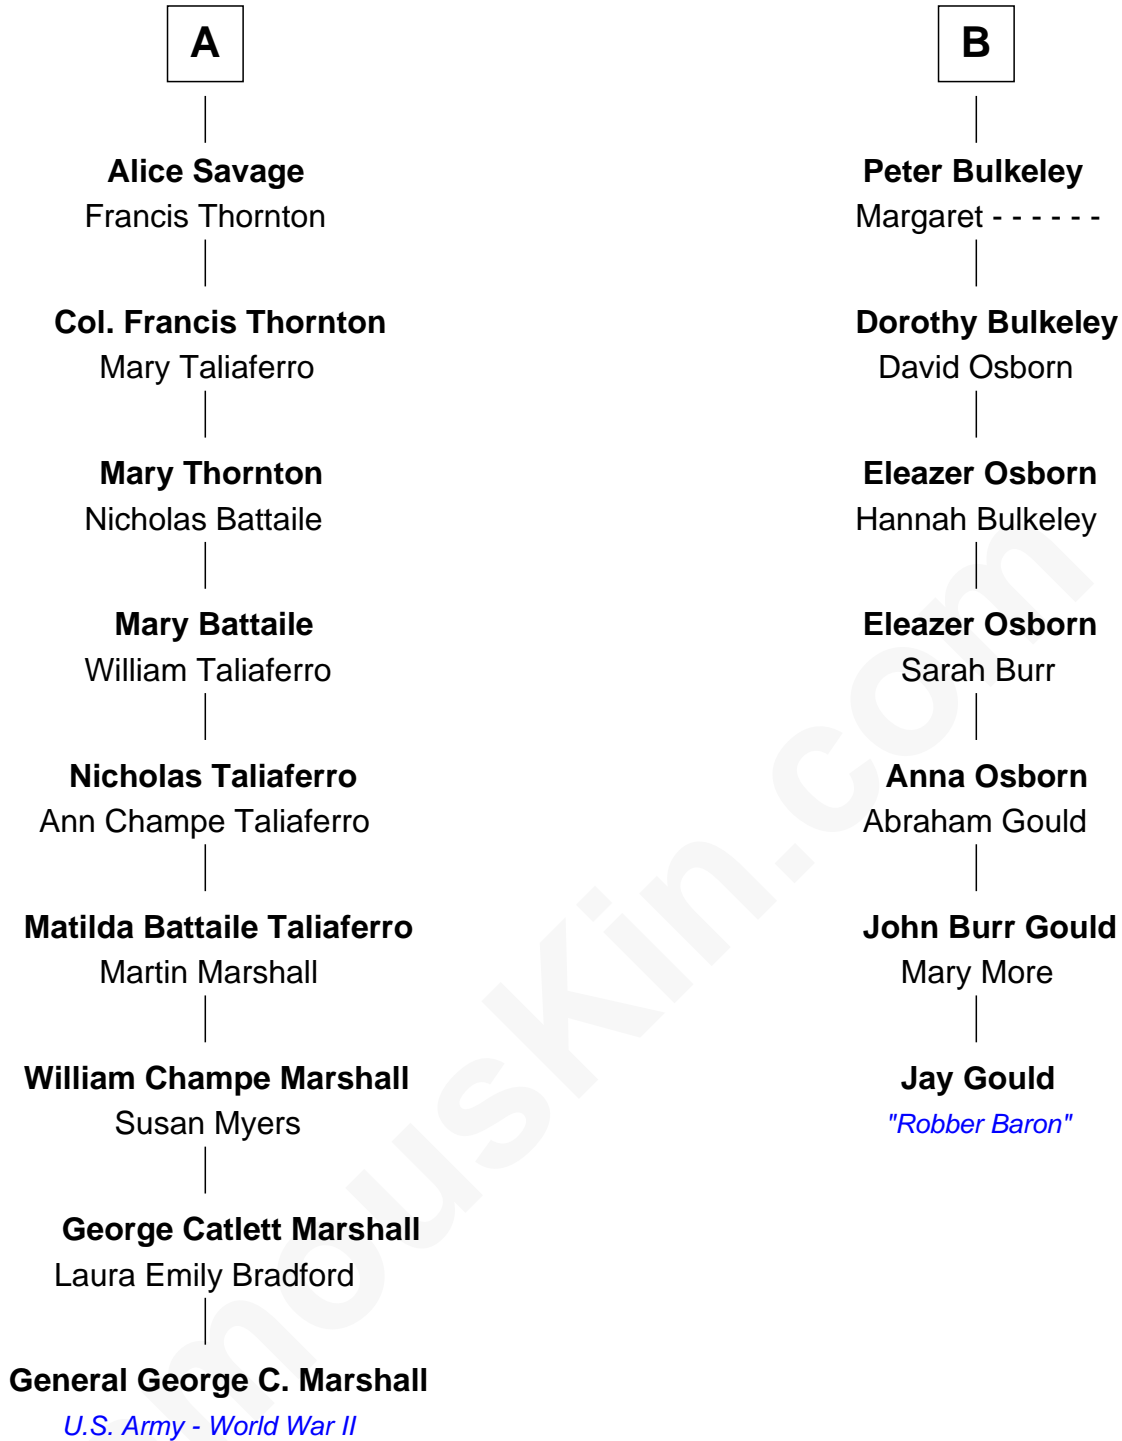 A
Alice Savage
Francis Thornton
Col. Francis Thornton
Mary Taliaferro
Mary Thornton
Nicholas Battaile
Mary Battaile
William Taliaferro
Nicholas Taliaferro
Ann Champe Taliaferro
Matilda Battaile Taliaferro
Martin Marshall
William Champe Marshall
Susan Myers
George Catlett Marshall
Laura Emily Bradford
General George C. Marshall
U.S. Army - World War II
B
Peter Bulkeley
Margaret - - - - - -
Dorothy Bulkeley
David Osborn
Eleazer Osborn
Hannah Bulkeley
Eleazer Osborn
Sarah Burr
Anna Osborn
Abraham Gould
John Burr Gould
Mary More
Jay Gould
"Robber Baron"
mouskin.com